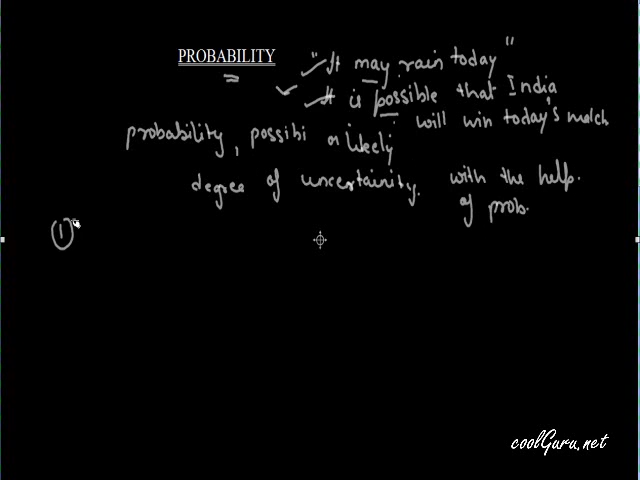 PROBABILITY
"It may rain today"
It is possible that India
will win today's match
probability, possibi or likely
degree of uncertainity. with the help.
of prob.
1
coolGuru.net